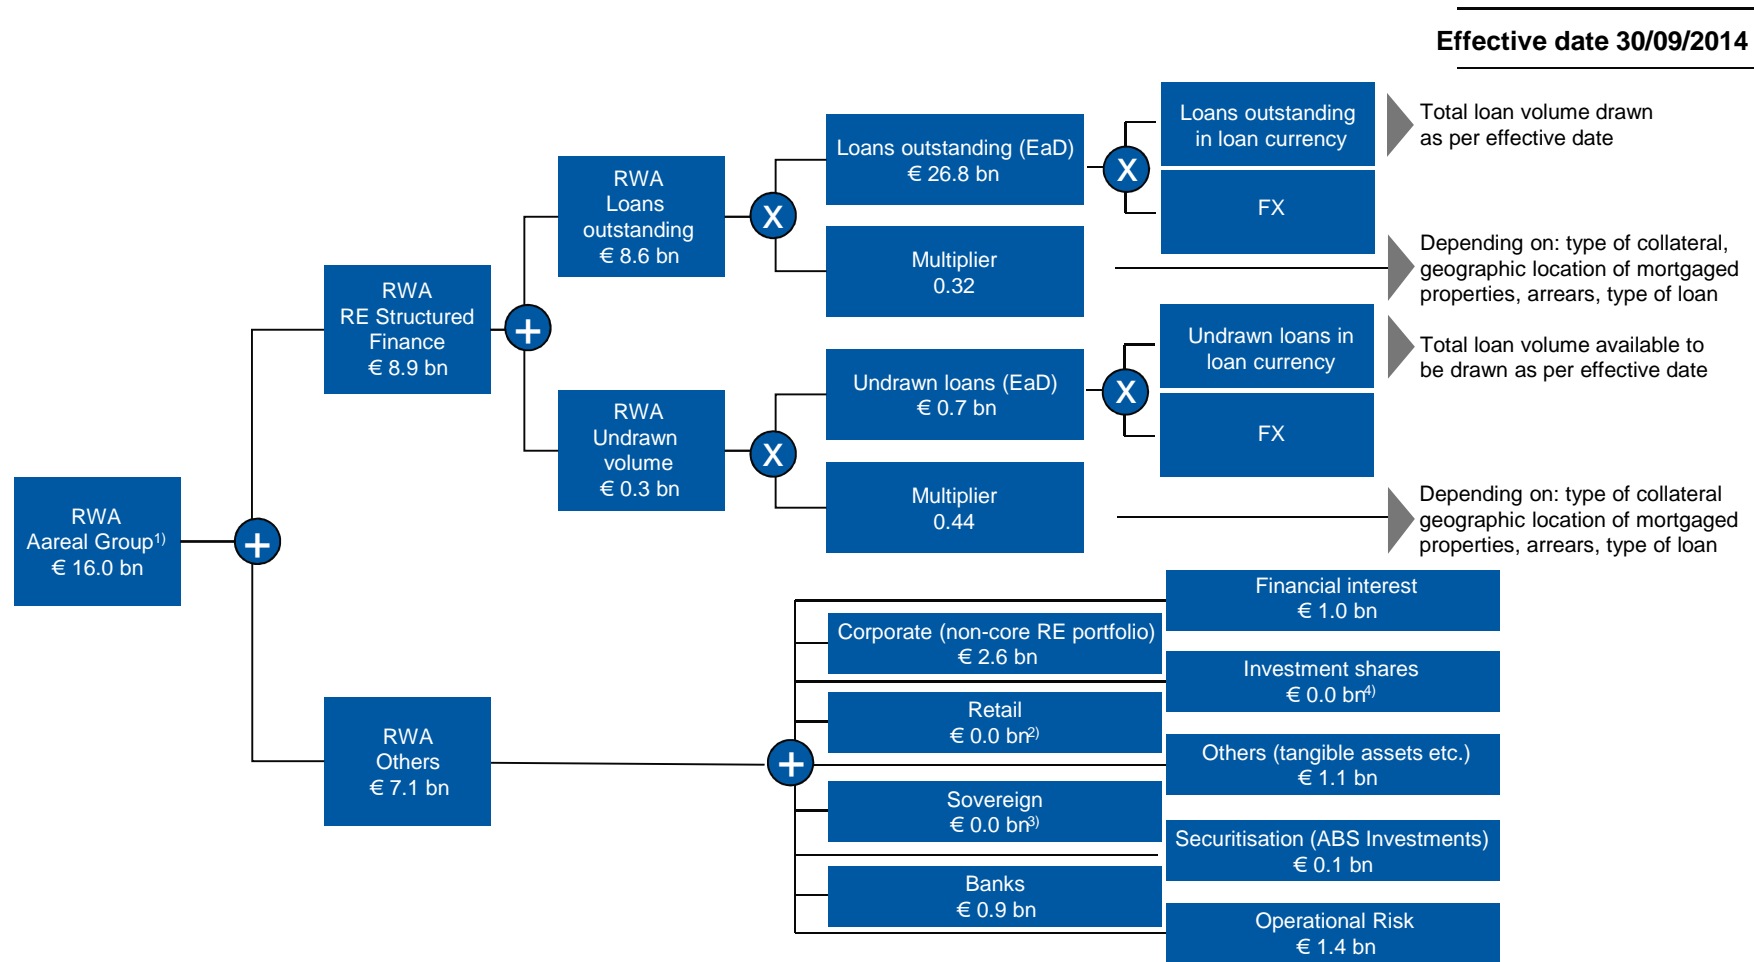 Effective date 30/09/2014
Loans outstanding
in loan currency
Total loan volume drawn
as per effective date
Loans outstanding (EaD)
€ 26.8 bn
X
FX
RWA
Loans
outstanding
€ 8.6 bn
X
Multiplier
0.32
Depending on: type of collateral,
geographic location of mortgaged
properties, arrears, type of loan
RWA
RE Structured
Finance
€ 8.9 bn
+
Undrawn loans in
loan currency
Total loan volume available to
be drawn as per effective date
Undrawn loans (EaD)
€ 0.7 bn
X
FX
RWA
Undrawn
volume
€ 0.3 bn
X
Multiplier
0.44
Depending on: type of collateral
geographic location of mortgaged
properties, arrears, type of loan
RWA
Aareal Group1)
€ 16.0 bn
+
Financial interest
€ 1.0 bn
Corporate (non-core RE portfolio)
€ 2.6 bn
Investment shares
€ 0.0 bn4)
Retail
€ 0.0 bn2)
RWA
Others
€ 7.1 bn
+
Others (tangible assets etc.)
€ 1.1 bn
Sovereign
€ 0.0 bn3)
Securitisation (ABS Investments)
€ 0.1 bn
Banks
€ 0.9 bn
Operational Risk
€ 1.4 bn